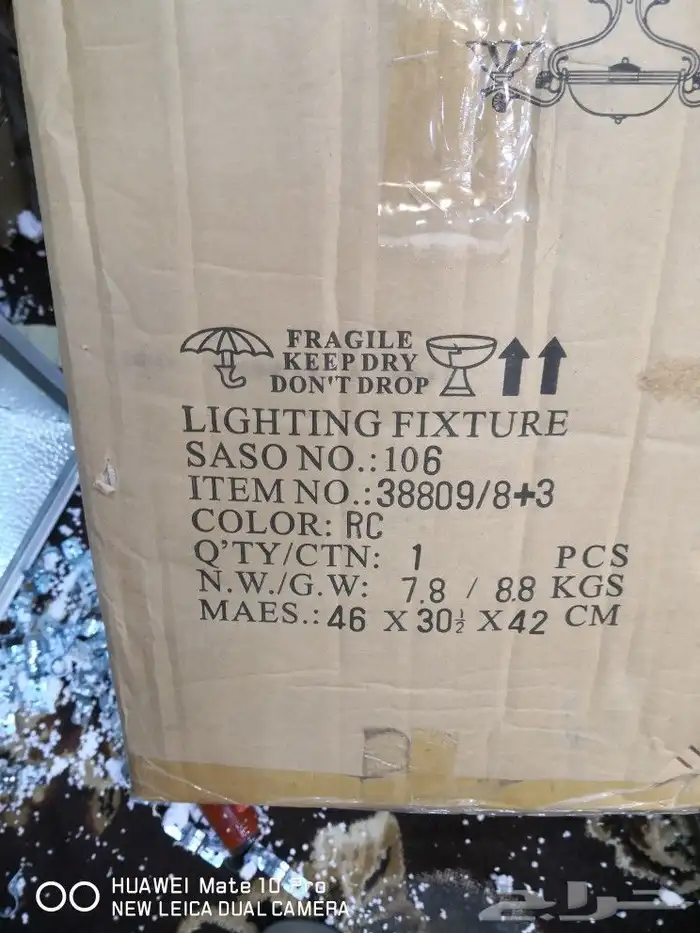 FRAGILE
KEEP DRY
DON'T DROP
LIGHTING FIXTURE
SASO NO.: 106
ITEM NO.: 38809/8+3
COLOR: RC
Q'TY/CTN: 1 PCS
N.W./G.W: 7.8 / 8.8 KGS
MAES.: 46 X 30½ X 42 CM
HUAWEI Mate 10 Pro
NEW LEICA DUAL CAMERA
حراج